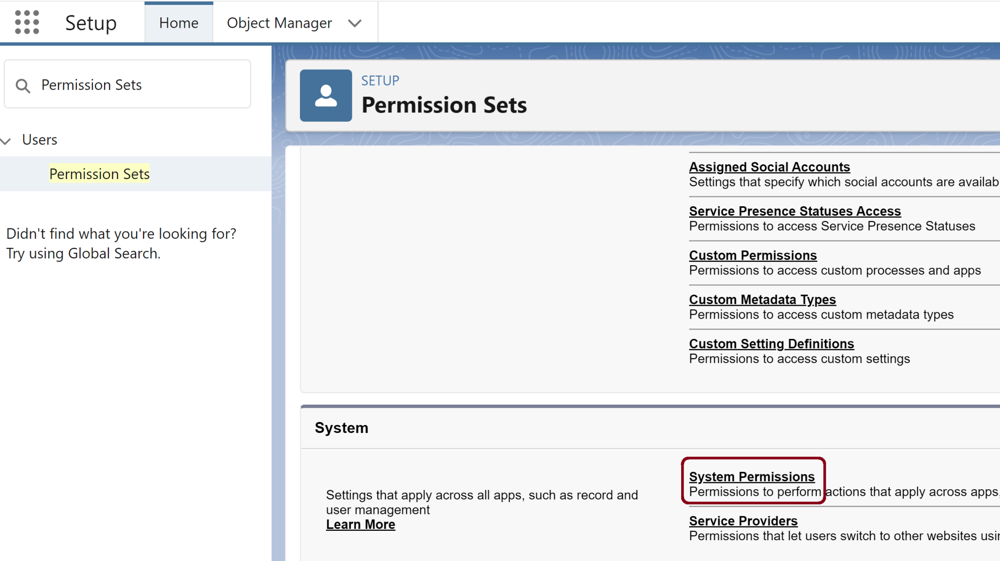 Setup
Home
Object Manager
Permission Sets
Users
Permission Sets
Didn't find what you're looking for?
Try using Global Search.
SETUP
Permission Sets
Assigned Social Accounts
Settings that specify which social accounts are availab
Service Presence Statuses Access
Permissions to access Service Presence Statuses
Custom Permissions
Permissions to access custom processes and apps
Custom Metadata Types
Permissions to access custom metadata types
Custom Setting Definitions
Permissions to access custom settings
System
Settings that apply across all apps, such as record and
user management
Learn More
System Permissions
Permissions to perform actions that apply across apps,
Service Providers
Permissions that let users switch to other websites usin